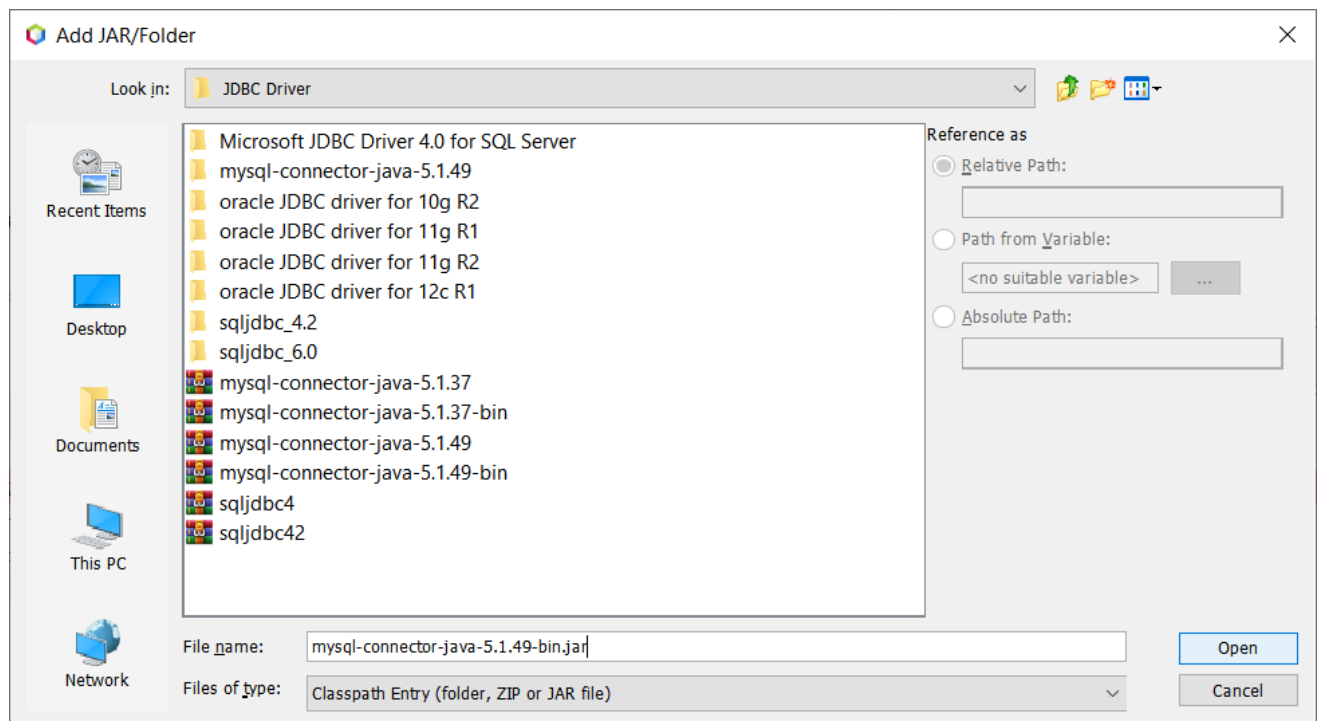 Add JAR/Folder
Look in:
JDBC Driver
Recent Items
Desktop
Documents
This PC
Network
Microsoft JDBC Driver 4.0 for SQL Server
mysql-connector-java-5.1.49
oracle JDBC driver for 10g R2
oracle JDBC driver for 11g R1
oracle JDBC driver for 11g R2
oracle JDBC driver for 12c R1
sqljdbc_4.2
sqljdbc_6.0
mysql-connector-java-5.1.37
mysql-connector-java-5.1.37-bin
mysql-connector-java-5.1.49
mysql-connector-java-5.1.49-bin
sqljdbc4
sqljdbc42
Reference as
Relative Path:
Path from Variable:
<no suitable variable>
...
Absolute Path:
File name:
mysql-connector-java-5.1.49-bin.jar
Open
Files of type:
Classpath Entry (folder, ZIP or JAR file)
Cancel